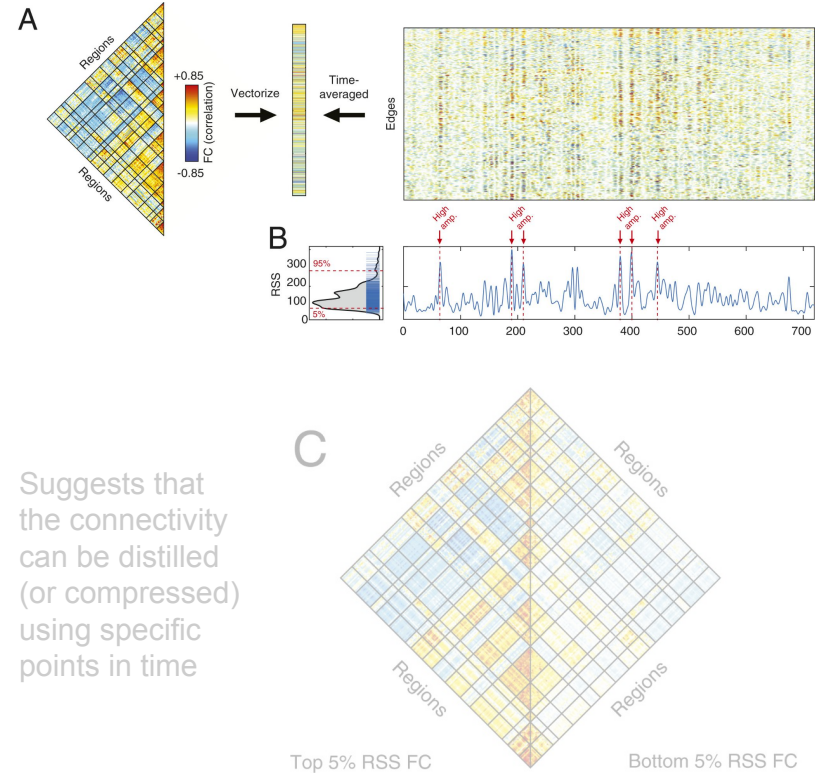 A
Regions
Regions
+0.85
FC (correlation)
-0.85
Vectorize
Time-
averaged
Edges
High
amp.
High
amp.
High
amp.
High
amp.
B
RSS
300
200
100
0
95%
5%
0
100
200
300
400
500
600
700
C
Regions
Regions
Regions
Regions
Suggests that
the connectivity
can be distilled
(or compressed)
using specific
points in time
Top 5% RSS FC
Bottom 5% RSS FC